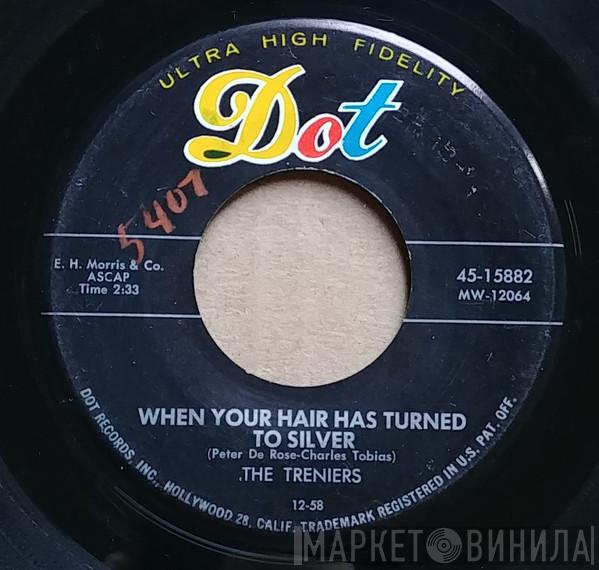 ULTRA HIGH FIDELITY
Dot
5407
E. H. Morris & Co.
ASCAP
Time 2:33
45-15882
MW-12064
WHEN YOUR HAIR HAS TURNED
TO SILVER
(Peter De Rose-Charles Tobias)
THE TRENIERS
12-58
DOT RECORDS, INC., HOLLYWOOD 28, CALIF. TRADEMARK REGISTERED IN U.S. PAT. OFF.
МАРКЕТ ВИНИЛА